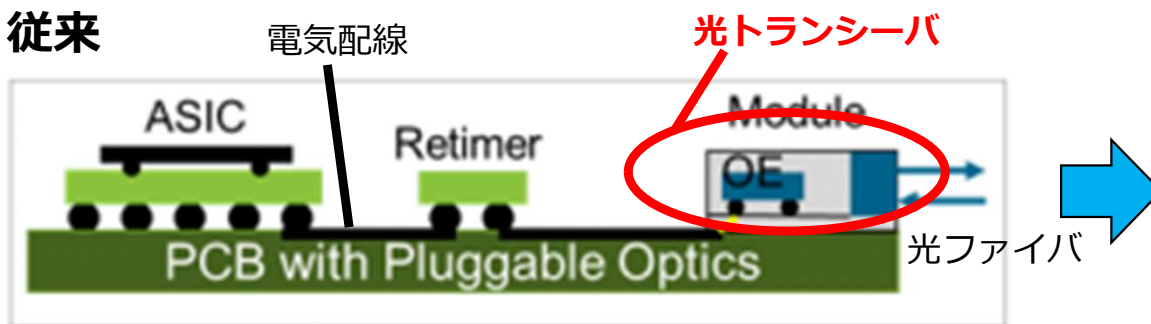 従来
電気配線
光トランシーバ
ASIC
Retimer
Module
OE
PCB with Pluggable Optics
光ファイバ